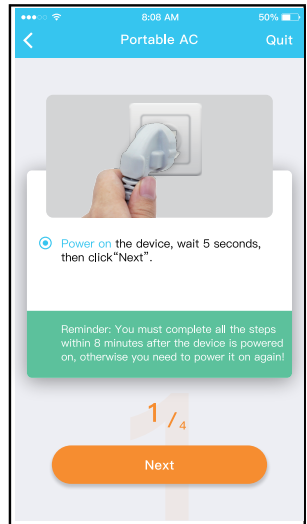 8:08 AM
50%
Portable AC
Quit
Power on the device, wait 5 seconds,
then click“Next”.
Reminder: You must complete all the steps
within 8 minutes after the device is powered
on, otherwise you need to power it on again!
1
1/4
Next